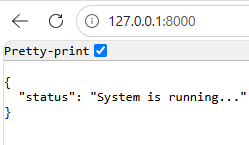 127.0.0.1:8000
Pretty-print
{
  "status": "System is running..."
}